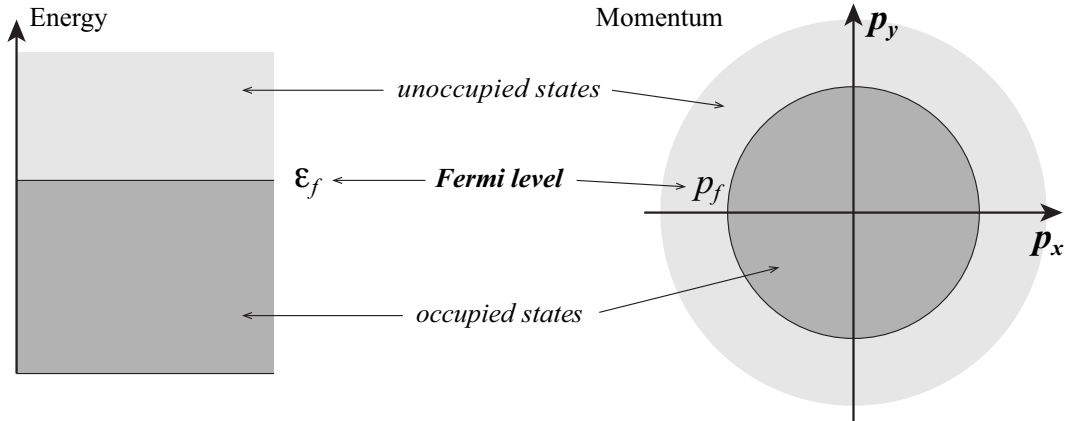 Energy
Momentum
p_y
unoccupied states
ε_f
Fermi level
p_f
p_x
occupied states